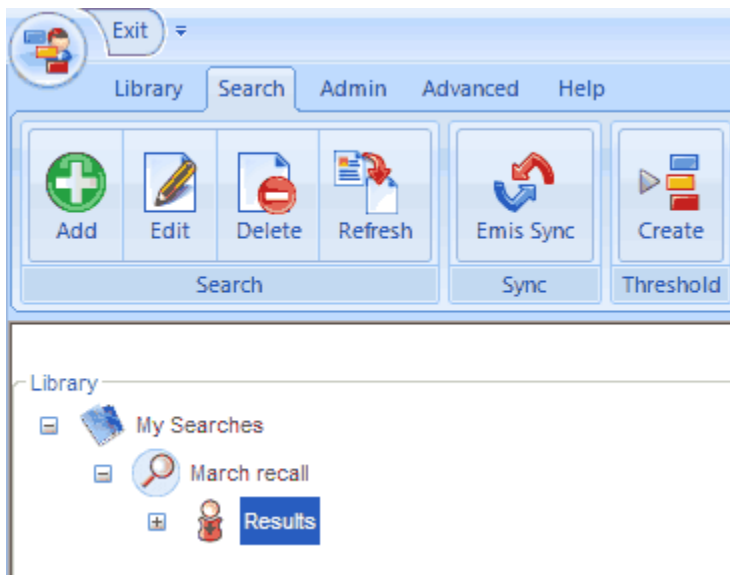 Exit
Library Search Admin Advanced Help
Add Edit Delete Refresh Emis Sync Create
Search Sync Threshold
Library
My Searches
March recall
Results